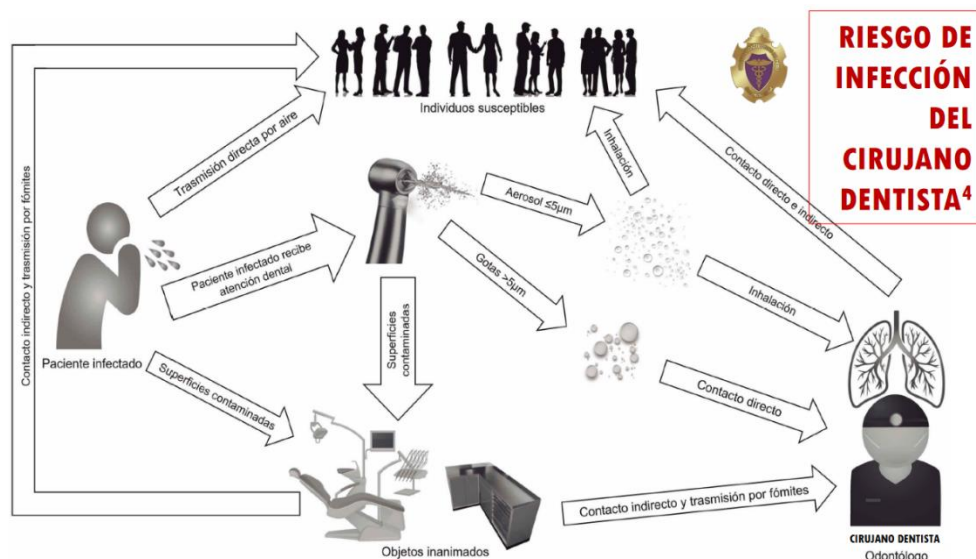 RIESGO DE
INFECCIÓN
DEL
CIRUJANO
DENTISTA⁴
Individuos susceptibles
Contacto indirecto y trasmisión por fómites
Trasmisión directa por aire
Inhalación
Contacto directo e indirecto
Aerosol ≤5µm
Paciente infectado recibe
atención dental
Gotas >5µm
Inhalación
Paciente infectado
Superficies
contaminadas
Superficies contaminadas
Contacto directo
Contacto indirecto y trasmisión por fómites
Objetos inanimados
CIRUJANO DENTISTA
Odontólogo